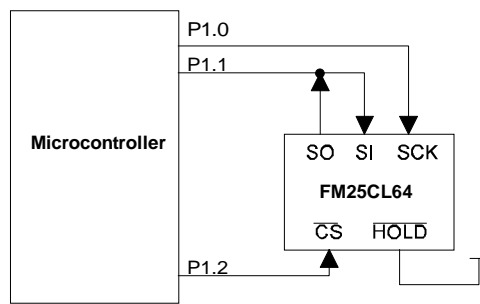 P1.0
P1.1
Microcontroller
SO SI SCK
FM25CL64
CS HOLD
P1.2